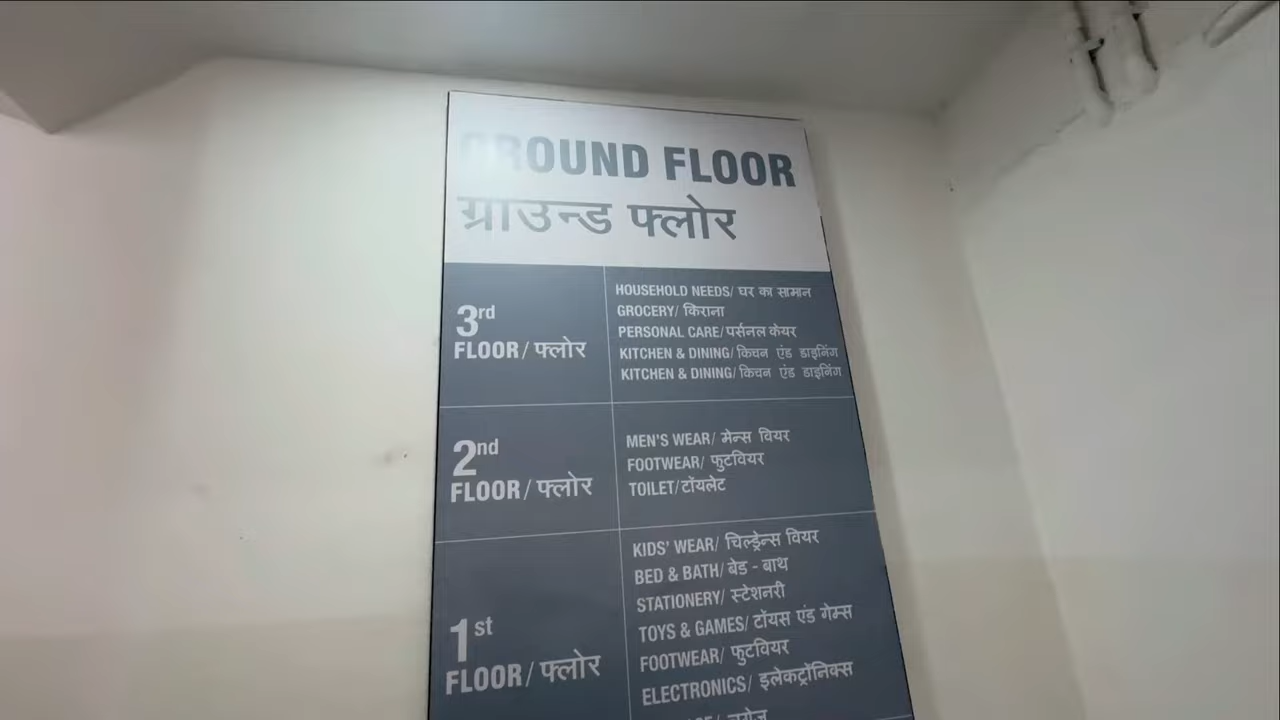 GROUND FLOOR
ग्राउन्ड फ्लोर
3rd
FLOOR/ फ्लोर
HOUSEHOLD NEEDS/ घर का सामान
GROCERY/ किराना
PERSONAL CARE/ पर्सनल केयर
KITCHEN & DINING/ किचन एंड डाइनिंग
KITCHEN & DINING/ किचन एंड डाइनिंग
2nd
FLOOR/ फ्लोर
MEN'S WEAR/ मेन्स वियर
FOOTWEAR/ फुटवियर
TOILET/ टॉयलेट
1st
FLOOR/ फ्लोर
KIDS' WEAR/ चिल्ड्रेन्स वियर
BED & BATH/ बेड - बाथ
STATIONERY/ स्टेशनरी
TOYS & GAMES/ टॉयस एंड गेम्स
FOOTWEAR/ फुटवियर
ELECTRONICS/ इलेकट्रॉनिक्स